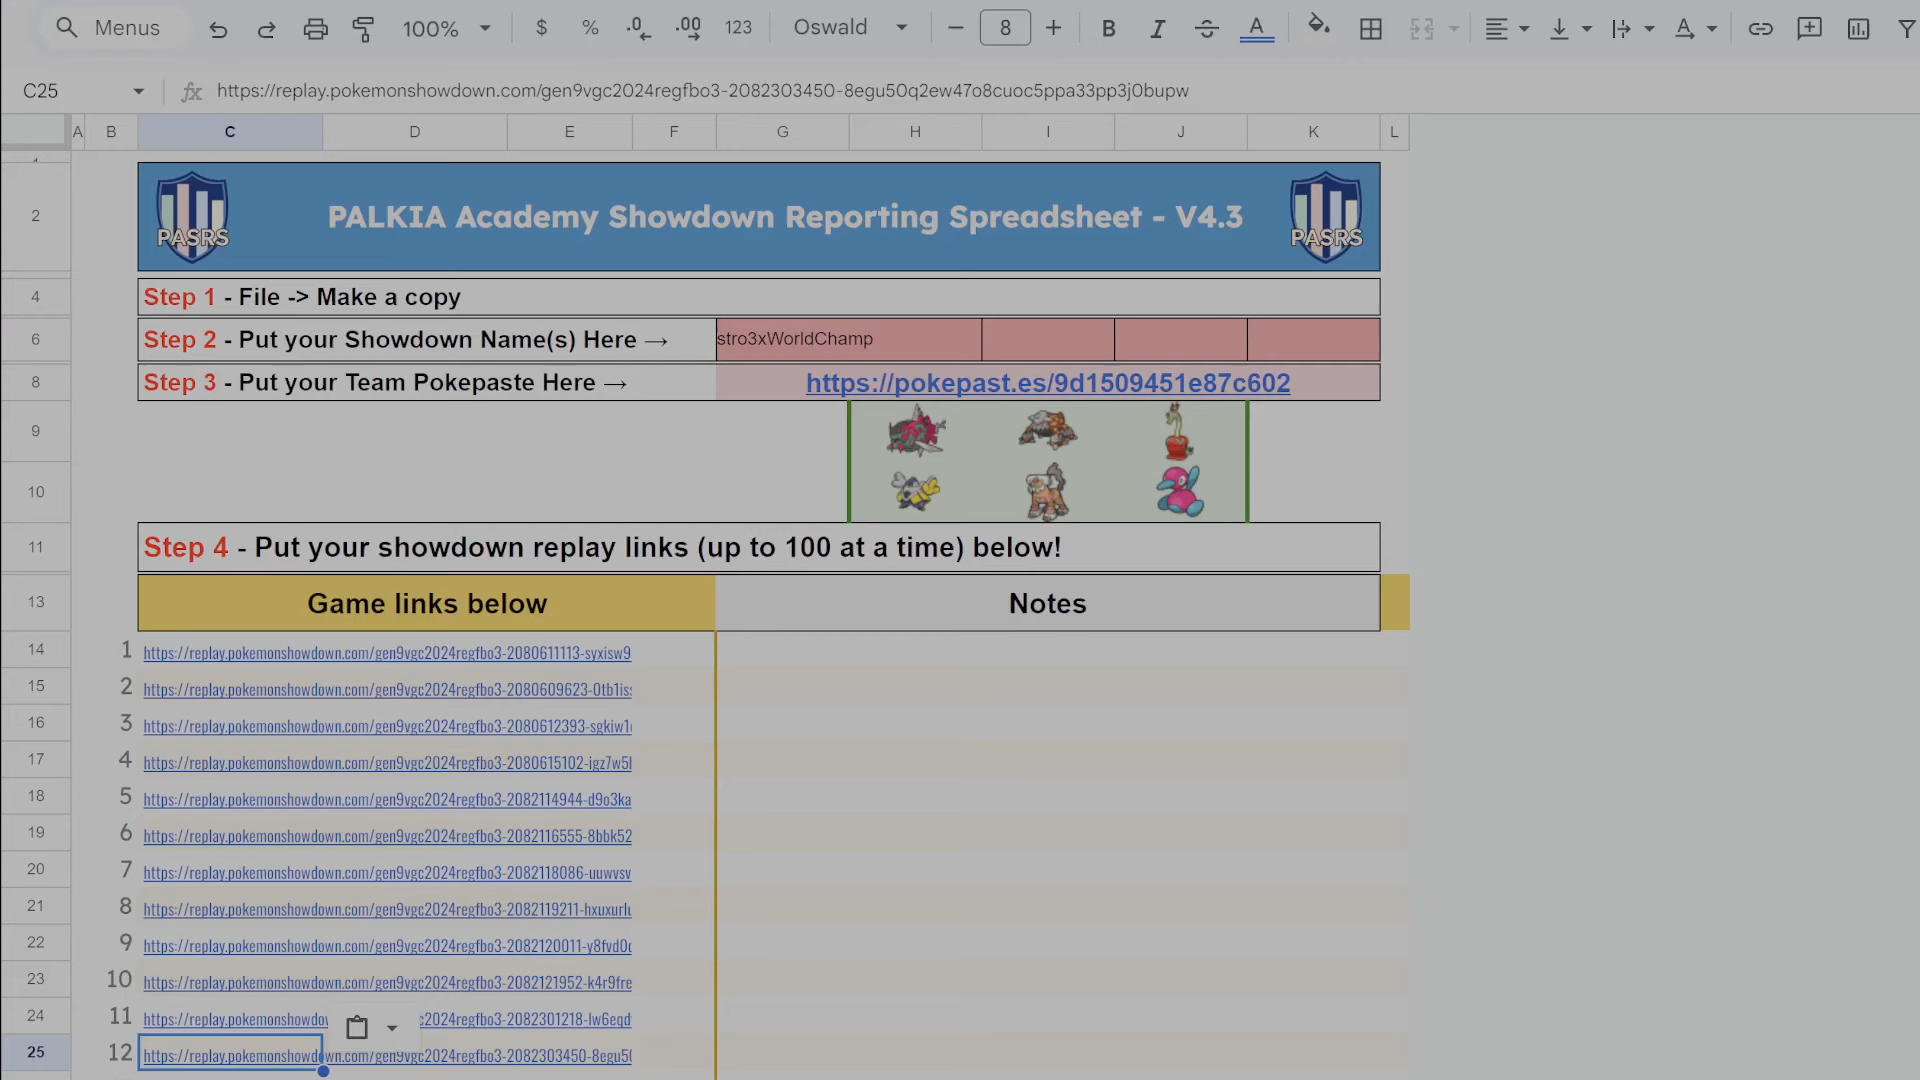 Menus 100% $ % .0 .00 123 Oswald 8 B I A A
C25 fx https://replay.pokemonshowdown.com/gen9vgc2024regfbo3-2082303450-8egu50q2ew47o8cuoc5ppa33pp3j0bupw
A B C D E F G H I J K L
2 PASRS PALKIA Academy Showdown Reporting Spreadsheet - V4.3 PASRS
4 Step 1 - File -> Make a copy
6 Step 2 - Put your Showdown Name(s) Here → stro3xWorldChamp
8 Step 3 - Put your Team Pokepaste Here → https://pokepast.es/9d1509451e87c602
9
10
11 Step 4 - Put your showdown replay links (up to 100 at a time) below!
13 Game links below Notes
14 1 https://replay.pokemonshowdown.com/gen9vgc2024regfbo3-2080611113-syxisw9
15 2 https://replay.pokemonshowdown.com/gen9vgc2024regfbo3-2080609623-0tb1is
16 3 https://replay.pokemonshowdown.com/gen9vgc2024regfbo3-2080612393-sgkiw1
17 4 https://replay.pokemonshowdown.com/gen9vgc2024regfbo3-2080615102-igz7w5
18 5 https://replay.pokemonshowdown.com/gen9vgc2024regfbo3-2082114944-d9o3ka
19 6 https://replay.pokemonshowdown.com/gen9vgc2024regfbo3-2082116555-8bbk52
20 7 https://replay.pokemonshowdown.com/gen9vgc2024regfbo3-2082118086-uuwvsv
21 8 https://replay.pokemonshowdown.com/gen9vgc2024regfbo3-2082119211-hxuxurl
22 9 https://replay.pokemonshowdown.com/gen9vgc2024regfbo3-2082120011-y8fvd0
23 10 https://replay.pokemonshowdown.com/gen9vgc2024regfbo3-2082121952-k4r9fre
24 11 https://replay.pokemonshowdo c2024regfbo3-2082301218-lw6eqd
25 12 https://replay.pokemonshowdown.com/gen9vgc2024regfbo3-2082303450-8egu50